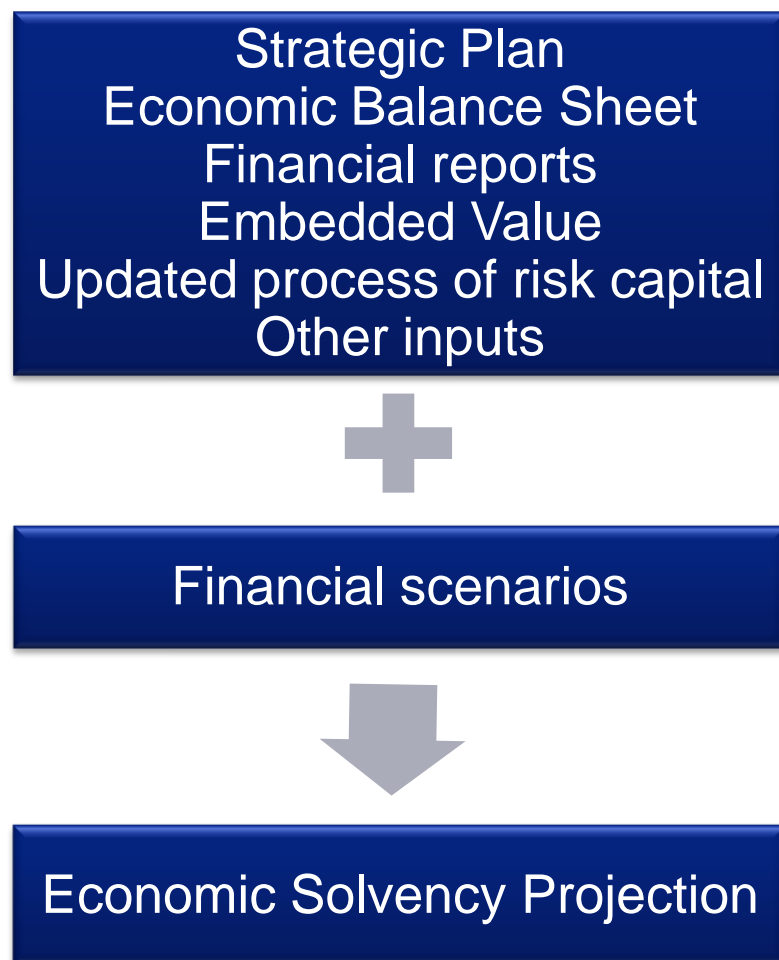 Strategic Plan
Economic Balance Sheet
Financial reports
Embedded Value
Updated process of risk capital
Other inputs
Financial scenarios
Economic Solvency Projection